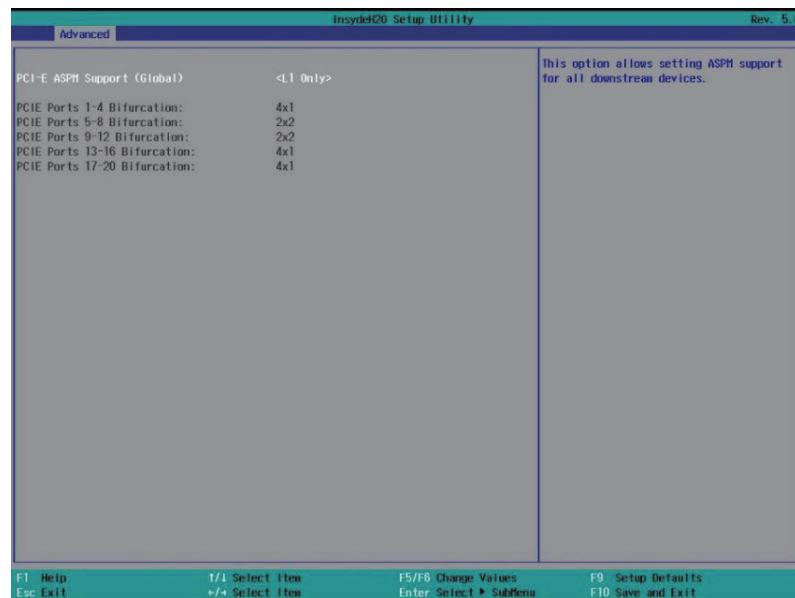 InsydeH20 Setup Utility Rev. 5.
Advanced
PCI-E ASPM Support (Global) <L1 Only>
This option allows setting ASPM support
for all downstream devices.
PCIE Ports 1-4 Bifurcation: 4x1
PCIE Ports 5-8 Bifurcation: 2x2
PCIE Ports 9-12 Bifurcation: 2x2
PCIE Ports 13-16 Bifurcation: 4x1
PCIE Ports 17-20 Bifurcation: 4x1
F1 Help ↑/↓ Select Item F5/F6 Change Values F9 Setup Defaults
Esc Exit ←/→ Select Item Enter Select ▶ SubMenu F10 Save and Exit